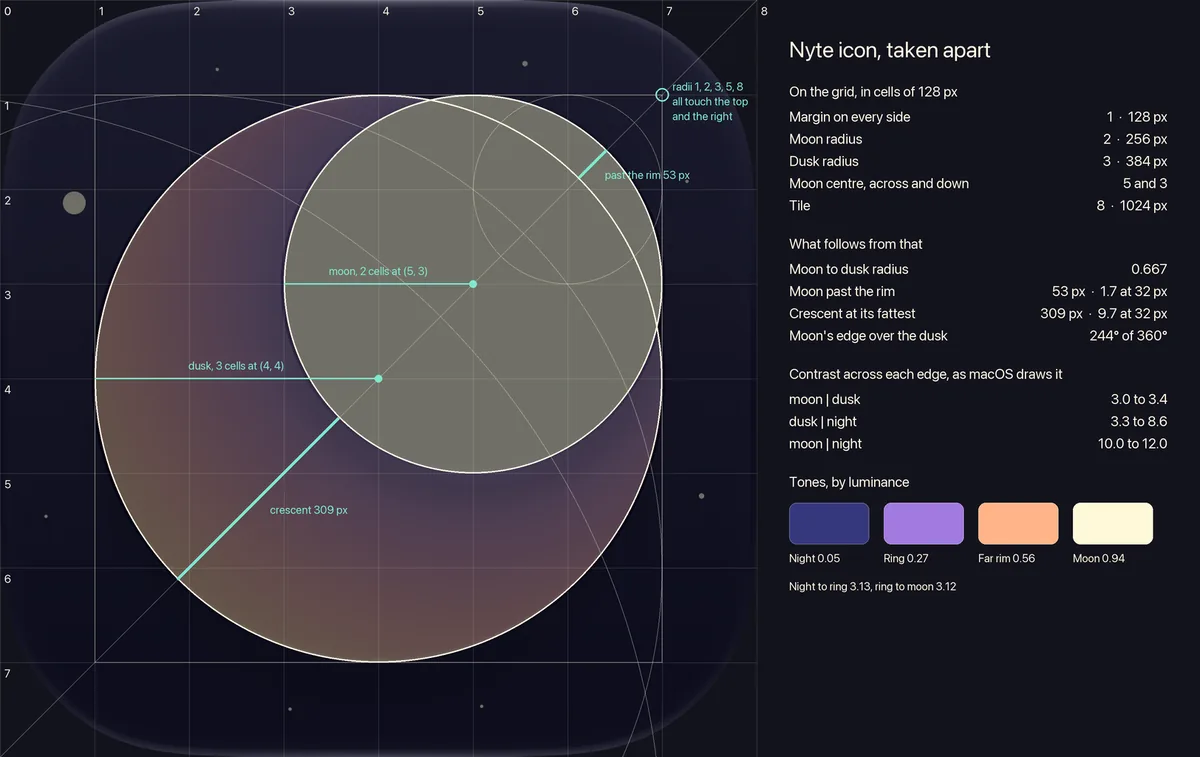 0 1 2 3 4 5 6 7 8
1
2
3
4
5
6
7
radii 1, 2, 3, 5, 8
all touch the top
and the right
past the rim 53 px
moon, 2 cells at (5, 3)
dusk, 3 cells at (4, 4)
crescent 309 px
Nyte icon, taken apart
On the grid, in cells of 128 px
Margin on every side 1 · 128 px
Moon radius 2 · 256 px
Dusk radius 3 · 384 px
Moon centre, across and down 5 and 3
Tile 8 · 1024 px
What follows from that
Moon to dusk radius 0.667
Moon past the rim 53 px · 1.7 at 32 px
Crescent at its fattest 309 px · 9.7 at 32 px
Moon's edge over the dusk 244° of 360°
Contrast across each edge, as macOS draws it
moon | dusk 3.0 to 3.4
dusk | night 3.3 to 8.6
moon | night 10.0 to 12.0
Tones, by luminance
Night 0.05 Ring 0.27 Far rim 0.56 Moon 0.94
Night to ring 3.13, ring to moon 3.12